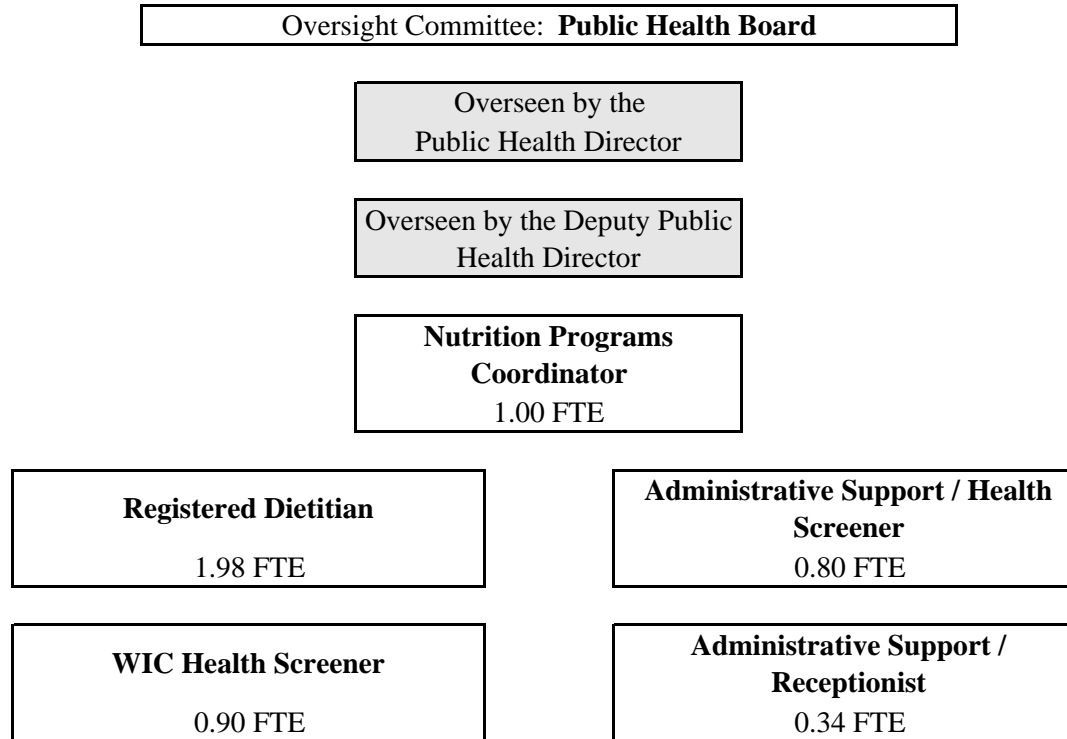 Oversight Committee: Public Health Board
Overseen by the
Public Health Director
Overseen by the Deputy Public
Health Director
Nutrition Programs
Coordinator
1.00 FTE
Registered Dietitian
1.98 FTE
Administrative Support / Health
Screener
0.80 FTE
WIC Health Screener
0.90 FTE
Administrative Support /
Receptionist
0.34 FTE